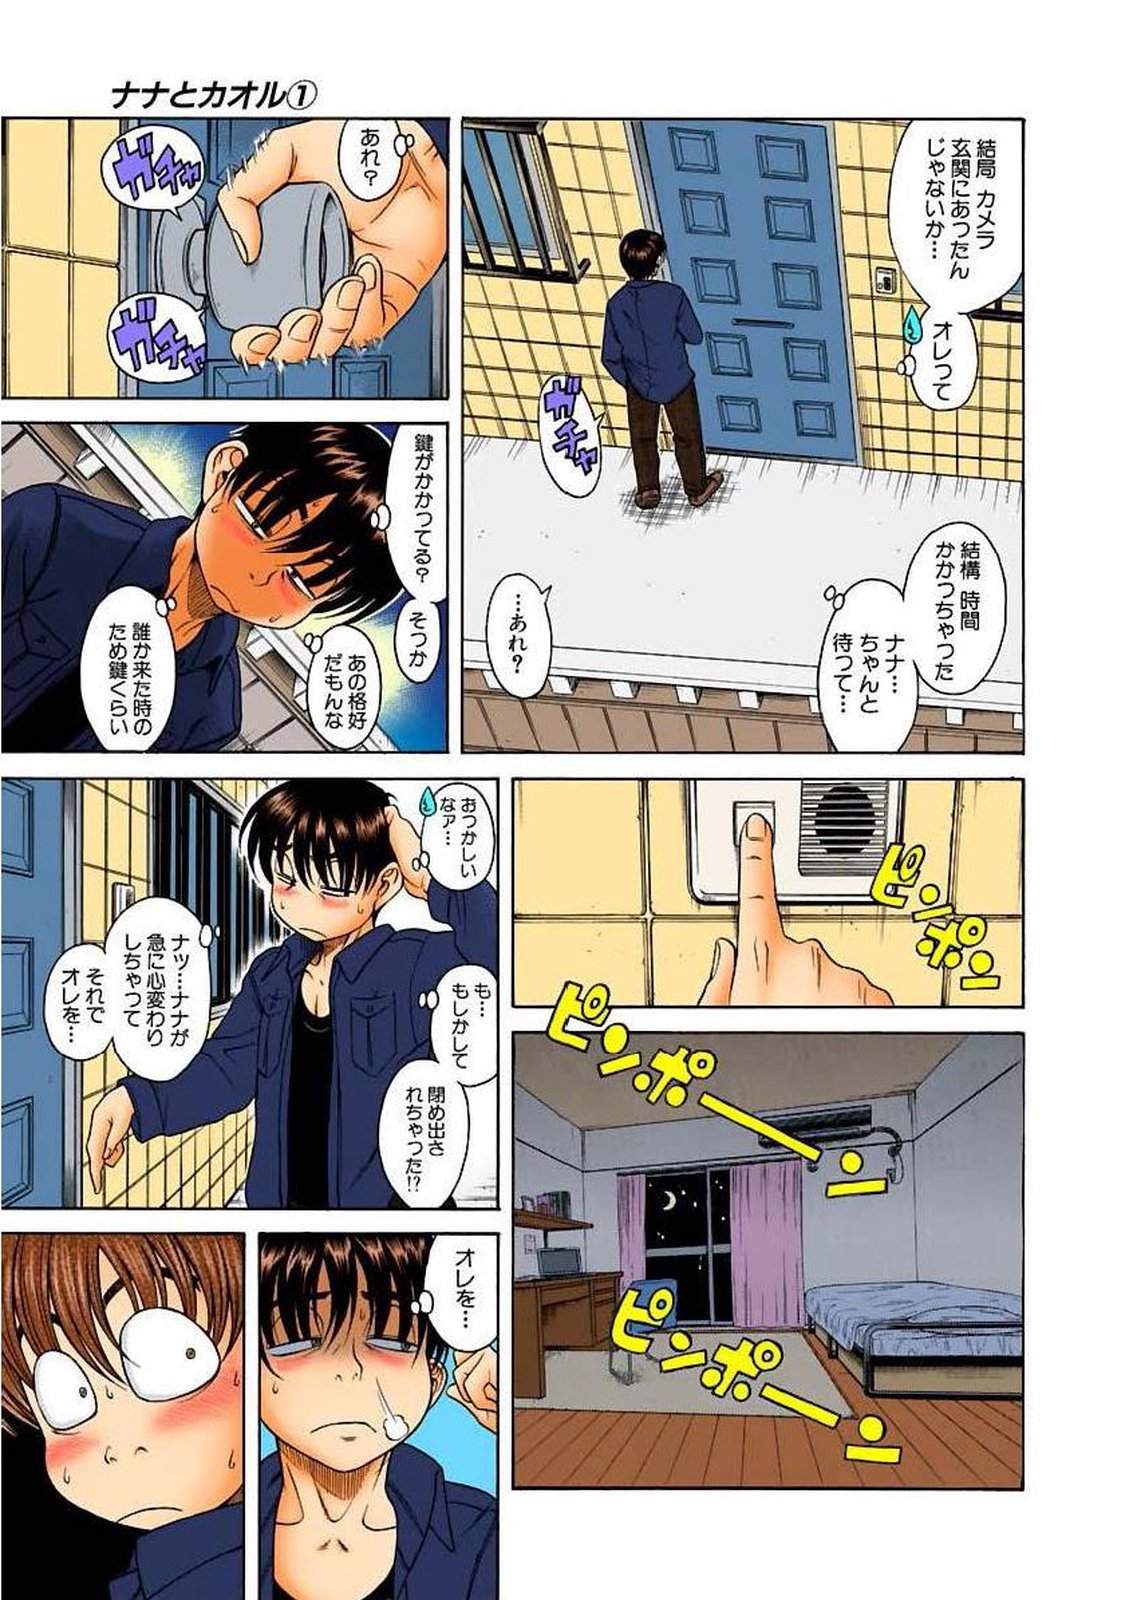 ナナとカオル①
結局 カメラ
玄関にあったん
じゃないか…
オレって
ガチャ
結構 時間
かかっちゃった
ナナ…
ちゃんと
待って…
…あれ？
あれ？
ガチャ
ガチャ
鍵がかかってる？
そっか
あの格好
だもんな
誰か来た時の
ため鍵くらい
ピンポン
ピンポーン
ピンポーン
おっかしい
なァ…
も…
もしかして
閉め出さ
れちゃった!?
ナッ…ナナが
急に心変わり
しちゃって
それで
オレを…
オレを…